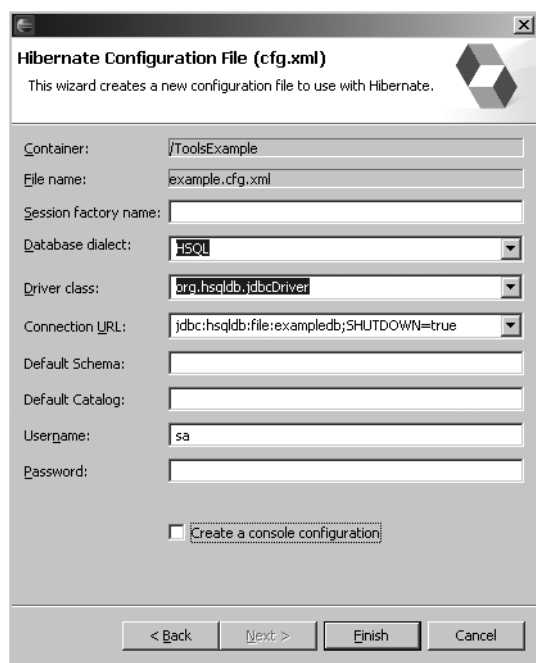 Hibernate Configuration File (cfg.xml)
This wizard creates a new configuration file to use with Hibernate.
Container: /ToolsExample
File name: example.cfg.xml
Session factory name:
Database dialect: HSQL
Driver class: org.hsqldb.jdbcDriver
Connection URL: jdbc:hsqldb:file:exampledb;SHUTDOWN=true
Default Schema:
Default Catalog:
Username: sa
Password:
Create a console configuration
< Back Next > Finish Cancel